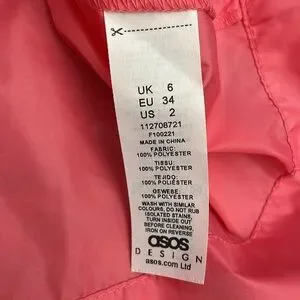 UK 6
EU 34
US 2
112708721
F100221
MADE IN CHINA
FABRIC:
100% POLYESTER
TISSU:
100% POLYESTER
TEJIDO:
100% POLIÉSTER
GEWEBE:
100% POLYESTER
WASH WITH SIMILAR
COLOURS, DO NOT RUB
ISOLATED STAINS,
TURN INSIDE OUT
BEFORE CLEANING,
IRON ON REVERSE
asos
DESIGN
asos.com Ltd